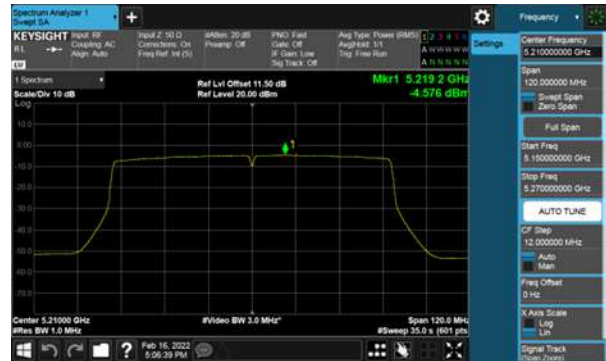 Spectrum Analyzer 1
Swept SA
+
Frequency
KEYSIGHT
Input: RF
Input Z: 50 Ω
#Atten: 20 dB
PNO: Fast
Avg Type: Power (RMS)
1 2 3 4 5 6
RL
Coupling: AC
Corrections: On
Preamp: Off
Gate: Off
Avg|Hold: 1/1
A W W W W W
Align: Auto
Freq Ref: Int (S)
IF Gain: Low
Trig: Free Run
Sig Track: Off
A N N N N N
LW
Settings
1 Spectrum
Scale/Div 10 dB
Log
Ref Lvl Offset 11.50 dB
Ref Level 20.00 dBm
Mkr1 5.219 2 GHz
-4.576 dBm
10.0
0.00
-10.0
-20.0
-30.0
-40.0
-50.0
-60.0
-70.0
1
Center 5.21000 GHz
#Res BW 1.0 MHz
#Video BW 3.0 MHz*
Span 120.0 MHz
#Sweep 35.0 s (601 pts)
Center Frequency
5.210000000 GHz
Span
120.000000 MHz
Swept Span
Zero Span
Full Span
Start Freq
5.150000000 GHz
Stop Freq
5.270000000 GHz
AUTO TUNE
CF Step
12.000000 MHz
Auto
Man
Freq Offset
0 Hz
X Axis Scale
Log
Lin
Signal Track
(Span Zoom)
?
Feb 16, 2022
5:06:39 PM